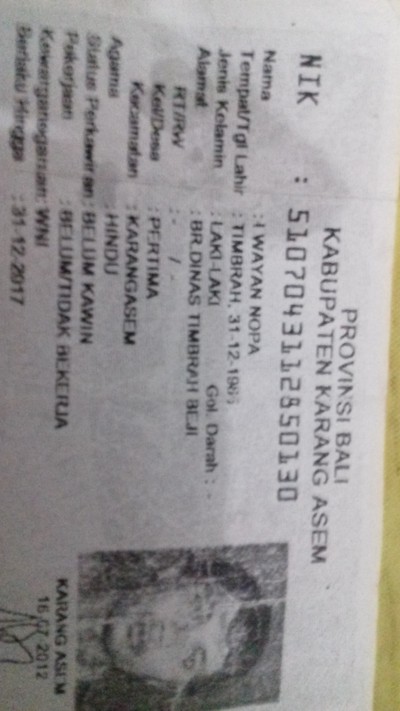 PROVINSI BALI
KABUPATEN KARANG ASEM
NIK : 5107043112850130
Nama : I WAYAN NOPA
Tempat/Tgl Lahir : TIMBRAH, 31-12-198
Jenis Kelamin : LAKI-LAKI Gol. Darah : -
Alamat : BR.DINAS TIMBRAH BEJI
RT/RW : - / -
Kel/Desa : PERTIMA
Kecamatan : KARANGASEM
Agama : HINDU
Status Perkawinan : BELUM KAWIN
Pekerjaan : BELUM/TIDAK BEKERJA
Kewarganegaraan: WNI
Berlaku Hingga : 31-12-2017
KARANG ASEM
16-07-2012